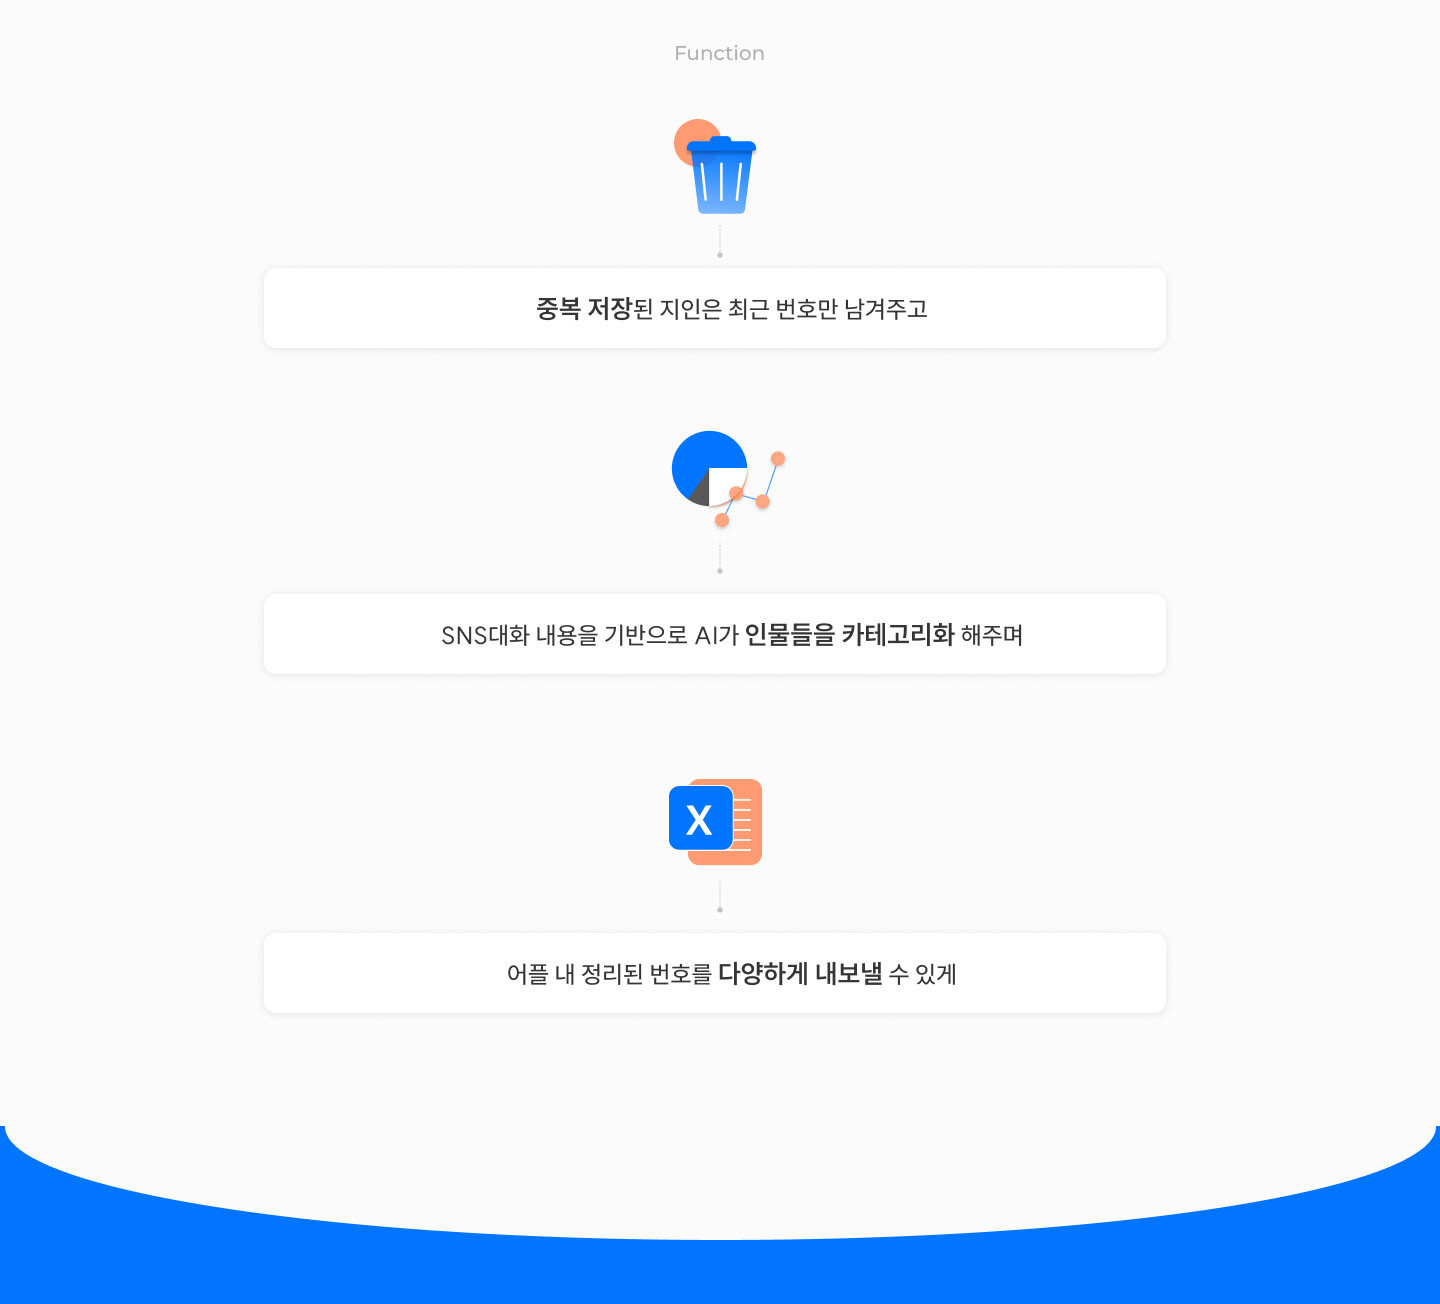 Function
중복 저장된 지인은 최근 번호만 남겨주고
SNS대화 내용을 기반으로 AI가 인물들을 카테고리화 해주며
X
어플 내 정리된 번호를 다양하게 내보낼 수 있게